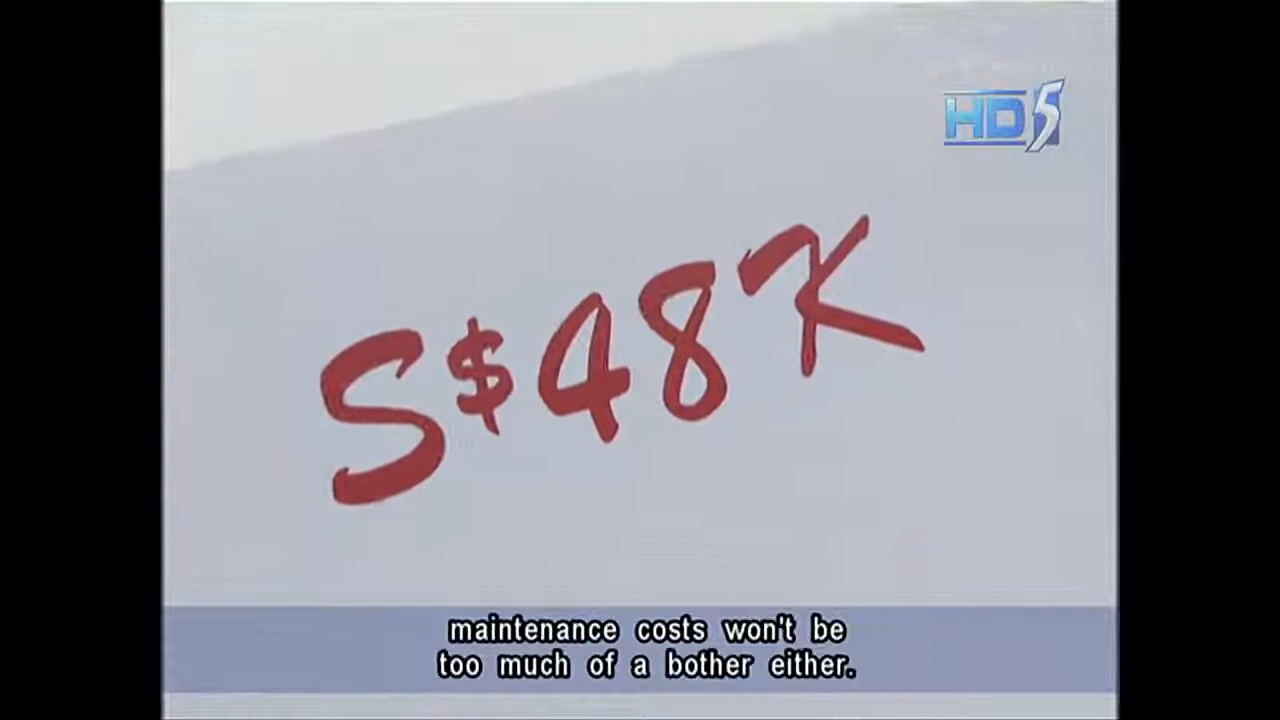 HD5
S$48K
maintenance costs won't be
too much of a bother either.